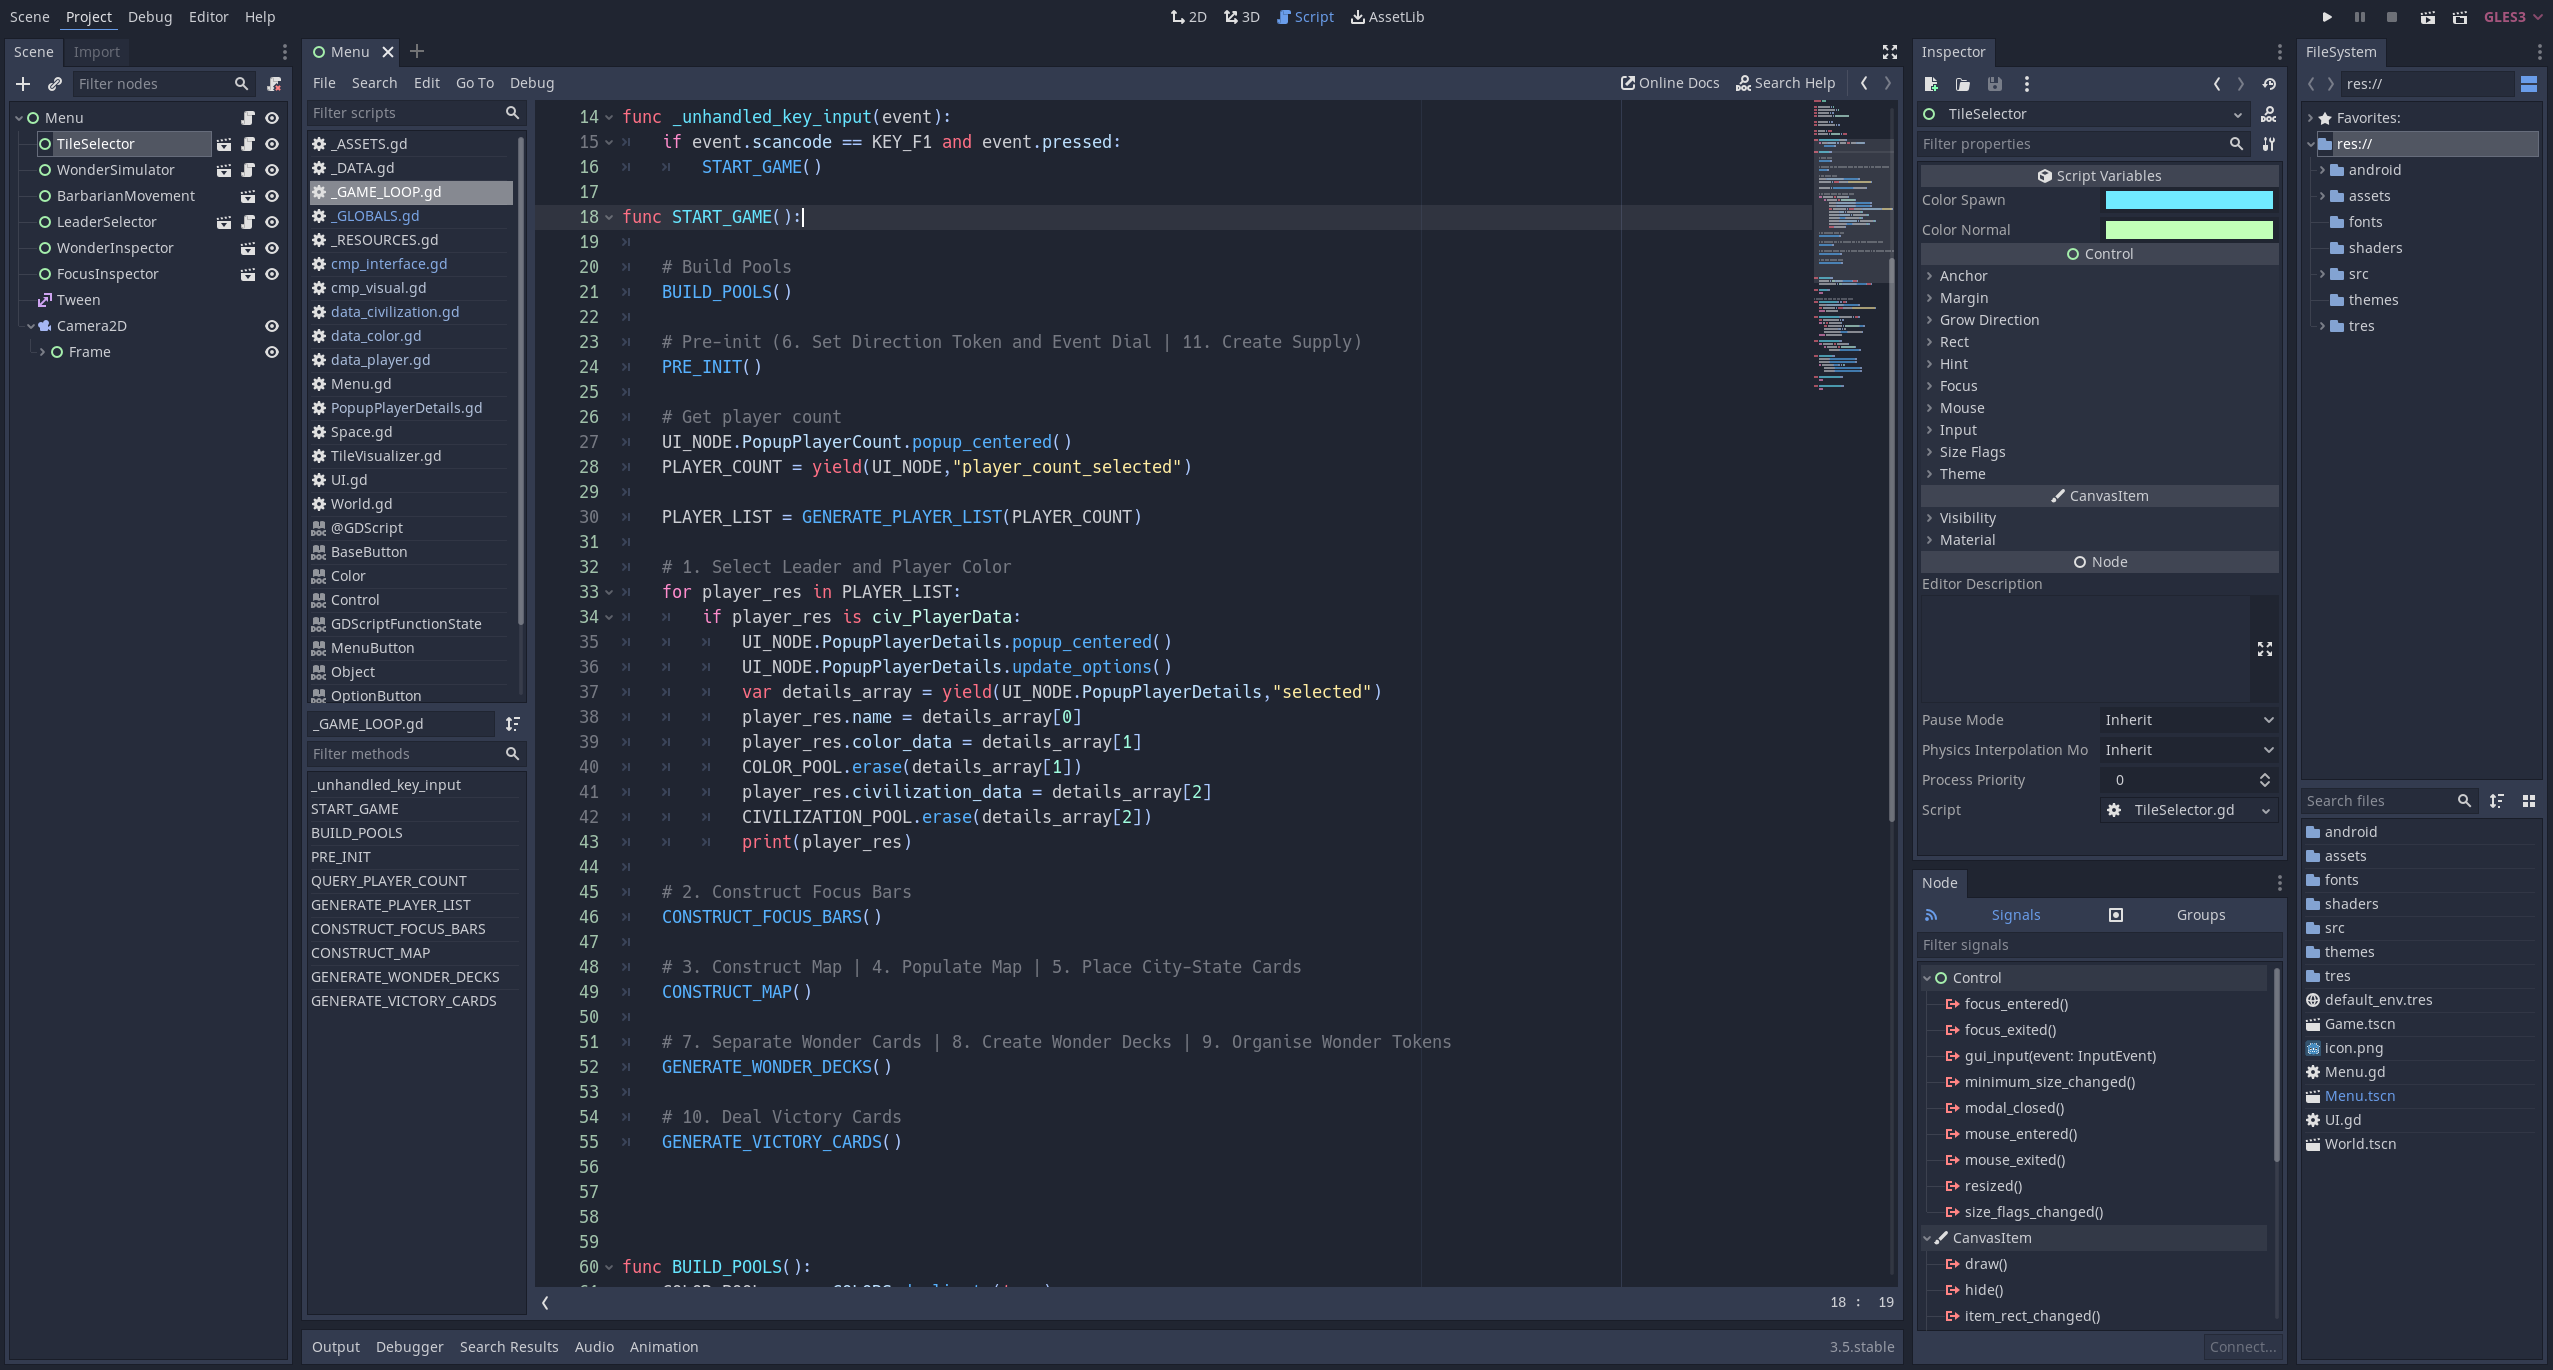 Scene Project Debug Editor Help
2D 3D Script AssetLib
GLES3
Scene Import
Filter nodes
Menu
TileSelector
WonderSimulator
BarbarianMovement
LeaderSelector
WonderInspector
FocusInspector
Tween
Camera2D
Frame
Menu
File Search Edit Go To Debug
Online Docs Search Help
Filter scripts
_ASSETS.gd
_DATA.gd
_GAME_LOOP.gd
_GLOBALS.gd
_RESOURCES.gd
cmp_interface.gd
cmp_visual.gd
data_civilization.gd
data_color.gd
data_player.gd
Menu.gd
PopupPlayerDetails.gd
Space.gd
TileVisualizer.gd
UI.gd
World.gd
@GDScript
BaseButton
Color
Control
GDScriptFunctionState
MenuButton
Object
OptionButton
_GAME_LOOP.gd
Filter methods
_unhandled_key_input
START_GAME
BUILD_POOLS
PRE_INIT
QUERY_PLAYER_COUNT
GENERATE_PLAYER_LIST
CONSTRUCT_FOCUS_BARS
CONSTRUCT_MAP
GENERATE_WONDER_DECKS
GENERATE_VICTORY_CARDS
14 func _unhandled_key_input(event):
15 if event.scancode == KEY_F1 and event.pressed:
16 START_GAME()
17
18 func START_GAME():
19
20 # Build Pools
21 BUILD_POOLS()
22
23 # Pre-init (6. Set Direction Token and Event Dial | 11. Create Supply)
24 PRE_INIT()
25
26 # Get player count
27 UI_NODE.PopupPlayerCount.popup_centered()
28 PLAYER_COUNT = yield(UI_NODE,"player_count_selected")
29
30 PLAYER_LIST = GENERATE_PLAYER_LIST(PLAYER_COUNT)
31
32 # 1. Select Leader and Player Color
33 for player_res in PLAYER_LIST:
34 if player_res is civ_PlayerData:
35 UI_NODE.PopupPlayerDetails.popup_centered()
36 UI_NODE.PopupPlayerDetails.update_options()
37 var details_array = yield(UI_NODE.PopupPlayerDetails,"selected")
38 player_res.name = details_array[0]
39 player_res.color_data = details_array[1]
40 COLOR_POOL.erase(details_array[1])
41 player_res.civilization_data = details_array[2]
42 CIVILIZATION_POOL.erase(details_array[2])
43 print(player_res)
44
45 # 2. Construct Focus Bars
46 CONSTRUCT_FOCUS_BARS()
47
48 # 3. Construct Map | 4. Populate Map | 5. Place City-State Cards
49 CONSTRUCT_MAP()
50
51 # 7. Separate Wonder Cards | 8. Create Wonder Decks | 9. Organise Wonder Tokens
52 GENERATE_WONDER_DECKS()
53
54 # 10. Deal Victory Cards
55 GENERATE_VICTORY_CARDS()
56
57
58
59
60 func BUILD_POOLS():
18 : 19
Output Debugger Search Results Audio Animation
3.5.stable
Inspector
TileSelector
Filter properties
Script Variables
Color Spawn
Color Normal
Control
Anchor
Margin
Grow Direction
Rect
Hint
Focus
Mouse
Input
Size Flags
Theme
CanvasItem
Visibility
Material
Node
Editor Description
Pause Mode Inherit
Physics Interpolation Mo Inherit
Process Priority 0
Script TileSelector.gd
Node
Signals Groups
Filter signals
Control
focus_entered()
focus_exited()
gui_input(event: InputEvent)
minimum_size_changed()
modal_closed()
mouse_entered()
mouse_exited()
resized()
size_flags_changed()
CanvasItem
draw()
hide()
item_rect_changed()
Connect...
FileSystem
res://
Favorites:
res://
android
assets
fonts
shaders
src
themes
tres
Search files
android
assets
fonts
shaders
src
themes
tres
default_env.tres
Game.tscn
icon.png
Menu.gd
Menu.tscn
UI.gd
World.tscn